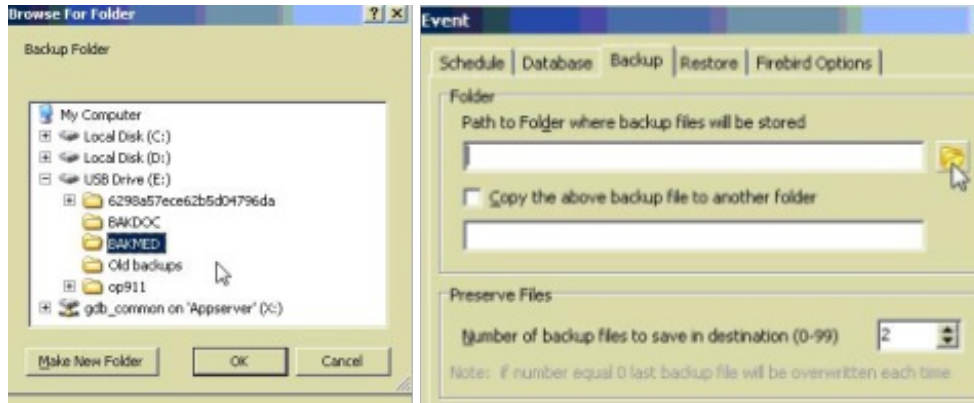 Browse For Folder
Backup Folder
My Computer
Local Disk (C:)
Local Disk (D:)
USB Drive (E:)
6298a57ece62b5d04796da
BAKDOC
BAKMED
Old backups
op911
gdb_common on 'Appserver' (X:)
Make New Folder
OK
Cancel
Event
Schedule
Database
Backup
Restore
Firebird Options
Folder
Path to Folder where backup files will be stored
Copy the above backup file to another folder
Preserve Files
Number of backup files to save in destination (0-99)
2
Note: if number equal 0 last backup file will be overwritten each time